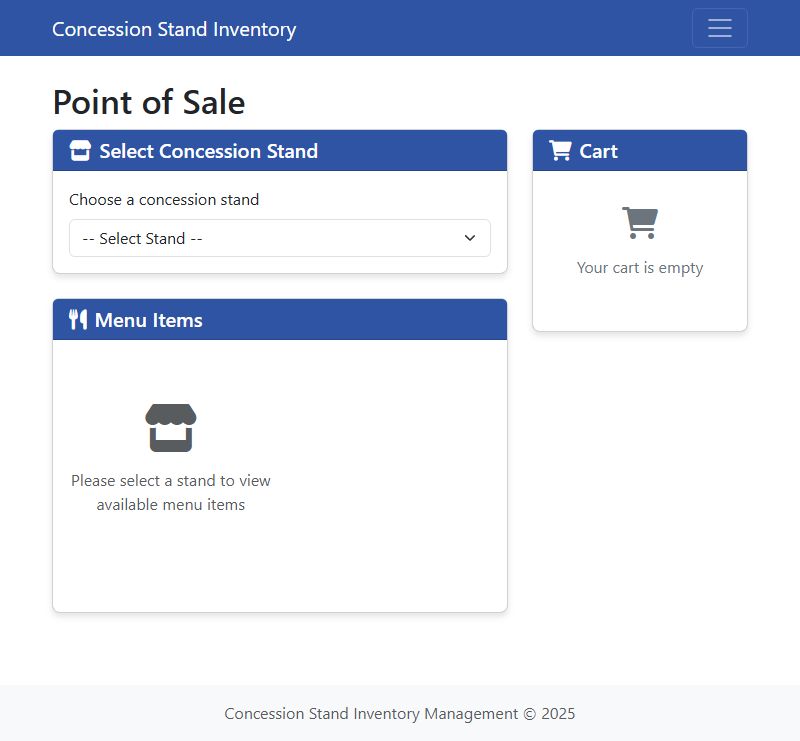 Concession Stand Inventory
Point of Sale
Select Concession Stand
Choose a concession stand
-- Select Stand --
Cart
Your cart is empty
Menu Items
Please select a stand to view
available menu items
Concession Stand Inventory Management © 2025